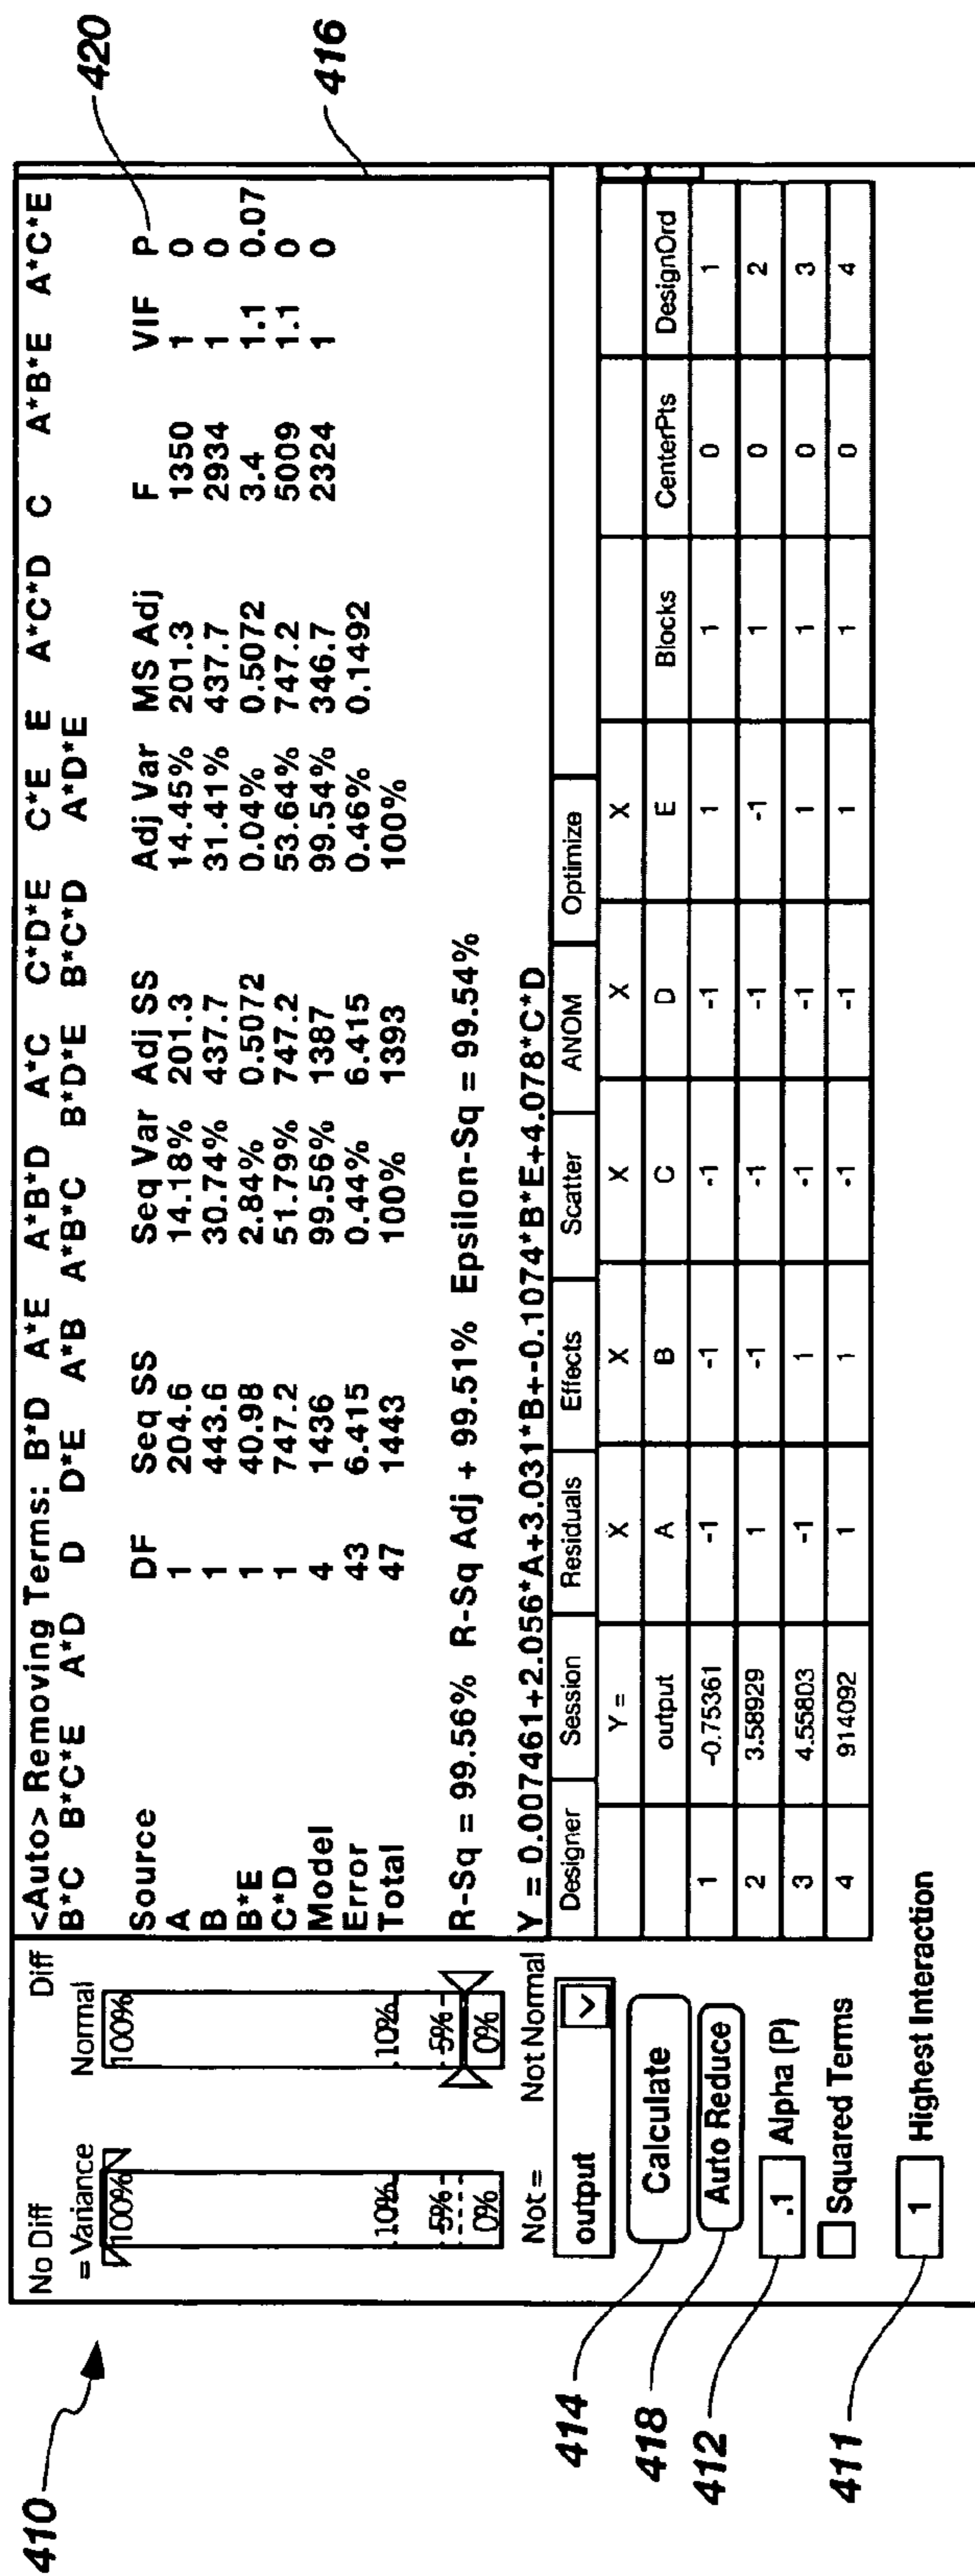 410
420
416
No Diff Diff
= Variance Normal
100% 100%
10% 10%
5% 5%
0% 0%
Not = Not Normal
output
Calculate
Auto Reduce
.1 Alpha (P)
Squared Terms
1 Highest Interaction
414
418
412
411
<Auto> Removing Terms: B*D A*E A*B*D A*C C*D*E C*E E A*C*D C A*B*E A*C*E
B*C B*C*E A*D D D*E A*B A*B*C B*D*E B*C*D A*D*E
Source DF Seq SS Seq Var Adj SS Adj Var MS Adj F VIF P
A 1 204.6 14.18% 201.3 14.45% 201.3 1350 1 0
B 1 443.6 30.74% 437.7 31.41% 437.7 2934 1 0
B*E 1 40.98 2.84% 0.5072 0.04% 0.5072 3.4 1.1 0.07
C*D 1 747.2 51.79% 747.2 53.64% 747.2 5009 1.1 0
Model 4 1436 99.56% 1387 99.54% 346.7 2324 1 0
Error 43 6.415 0.44% 6.415 0.46% 0.1492
Total 47 1443 100% 1393 100%
R-Sq = 99.56% R-Sq Adj + 99.51% Epsilon-Sq = 99.54%
Y = 0.007461+2.056*A+3.031*B+-0.1074*B*E+4.078*C*D
Designer Session Residuals Effects Scatter ANOM Optimize
Y = X X X X X
output A B C D E Blocks CenterPts DesignOrd
1 -0.75361 -1 -1 -1 -1 1 1 0 1
2 3.58929 1 -1 -1 -1 -1 1 0 2
3 4.55803 -1 1 -1 -1 1 1 0 3
4 914092 1 1 -1 -1 1 1 0 4